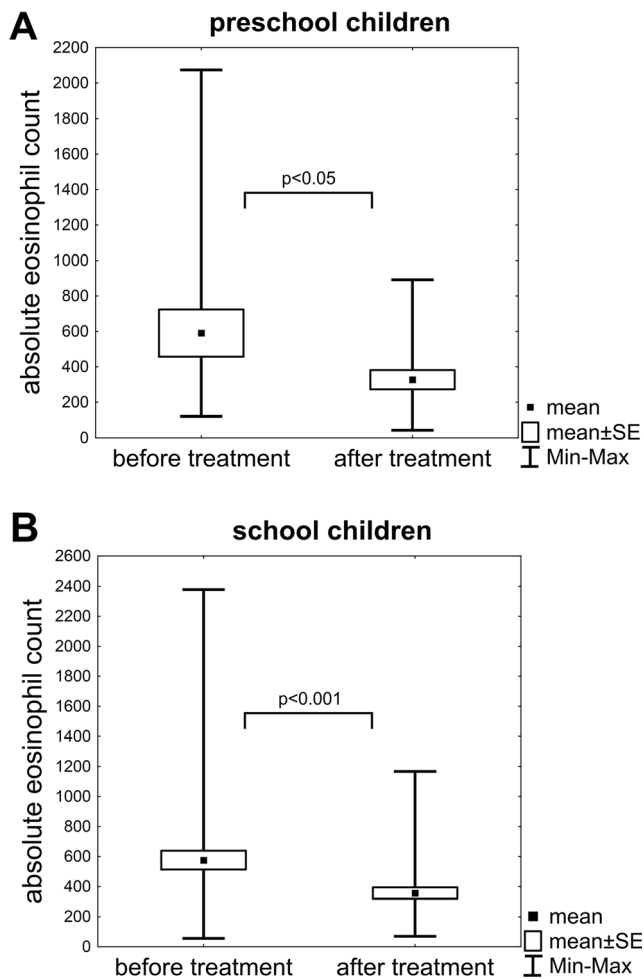 A
preschool children
absolute eosinophil count
2200
2000
1800
1600
1400
1200
1000
800
600
400
200
0
p<0.05
before treatment
after treatment
mean
mean±SE
Min-Max
B
school children
absolute eosinophil count
2600
2400
2200
2000
1800
1600
1400
1200
1000
800
600
400
200
0
p<0.001
before treatment
after treatment
mean
mean±SE
Min-Max